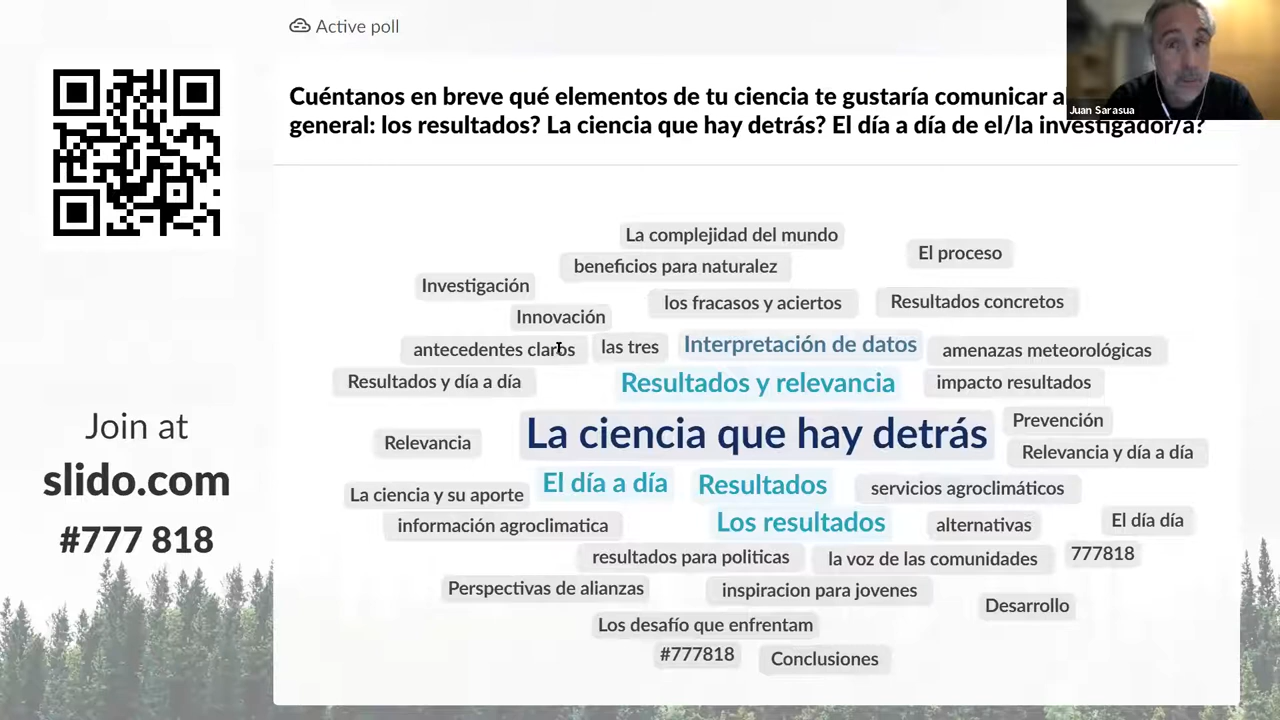 Active poll
Cuéntanos en breve qué elementos de tu ciencia te gustaría comunicar a
general: los resultados? La ciencia que hay detrás? El día a día de el/la investigador/a?
Juan Sarasua
La complejidad del mundo
El proceso
beneficios para naturalez
Investigación
los fracasos y aciertos
Resultados concretos
Innovación
antecedentes claros
las tres
Interpretación de datos
amenazas meteorológicas
Resultados y día a día
Resultados y relevancia
impacto resultados
La ciencia que hay detrás
Prevención
Relevancia
Relevancia y día a día
La ciencia y su aporte
El día a día
Resultados
servicios agroclimáticos
información agroclimatica
Los resultados
alternativas
El día día
resultados para politicas
la voz de las comunidades
777818
Perspectivas de alianzas
inspiracion para jovenes
Desarrollo
Los desafío que enfrentam
#777818
Conclusiones
Join at
slido.com
#777 818